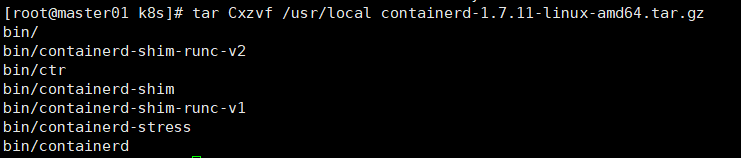 [root@master01 k8s]# tar Cxzvf /usr/local containerd-1.7.11-linux-amd64.tar.gz
bin/
bin/containerd-shim-runc-v2
bin/ctr
bin/containerd-shim
bin/containerd-shim-runc-v1
bin/containerd-stress
bin/containerd